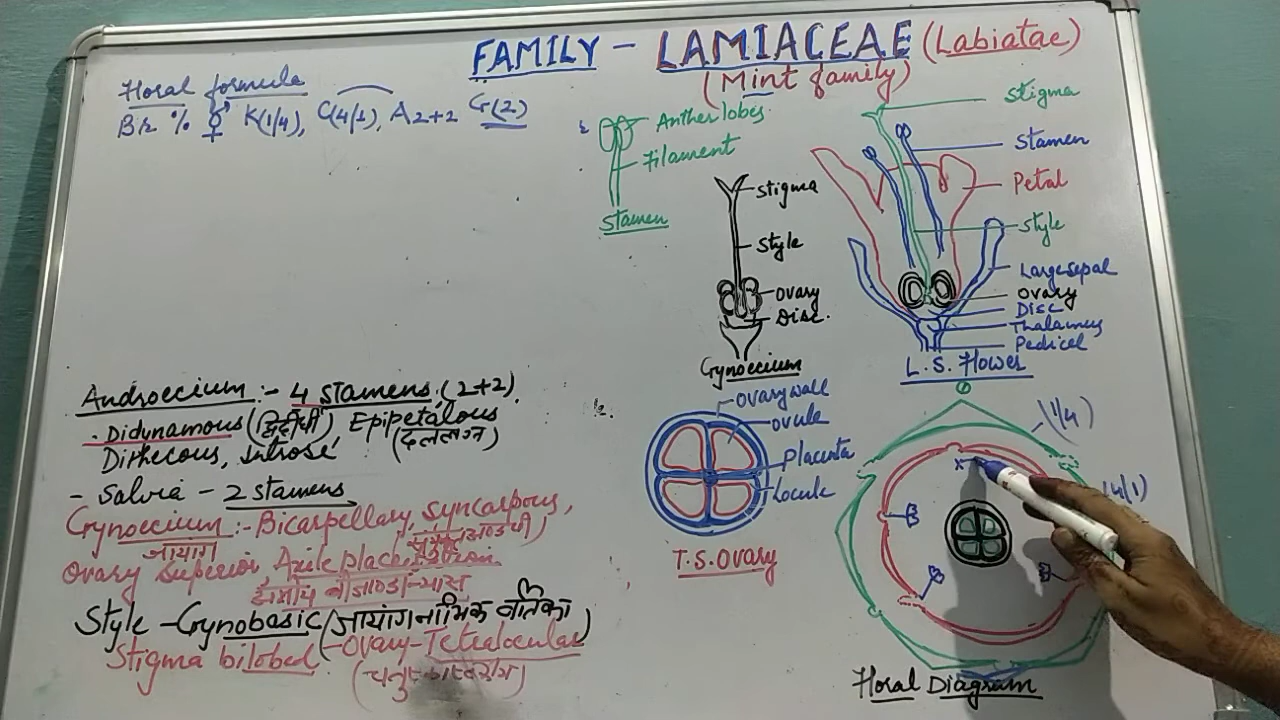 FAMILY - LAMIACEAE (Labiatae)
(Mint family)
Floral formula
Br % ⚥ K(1/4), C(4/1), A2+2 G(2)
Anther lobes
Filament
Stamen
Stigma
Style
Ovary
Disc.
Gynoecium
Stigma
Stamen
Petal
Style
Large sepal
Ovary
Disc
Thalamus
Pedicel
L.S. Flower
Androecium :- 4 Stamens (2+2).
. Didynamous (द्विदीर्घी), Epipetalous
(दललग्न)
Dithecous, Introse
- Salvia - 2 stamens
Gynoecium :- Bicarpellary, Syncarpous,
जायांग
Ovary Superior Axile placentation
Style - Gynobasic (जायांगनाभिक वर्तिका)
Stigma bilobed - Ovary - Tetralocular
Ovary wall
Ovule
Placenta
Locule
T.S. Ovary
(1/4)
(4/1)
Floral Diagram